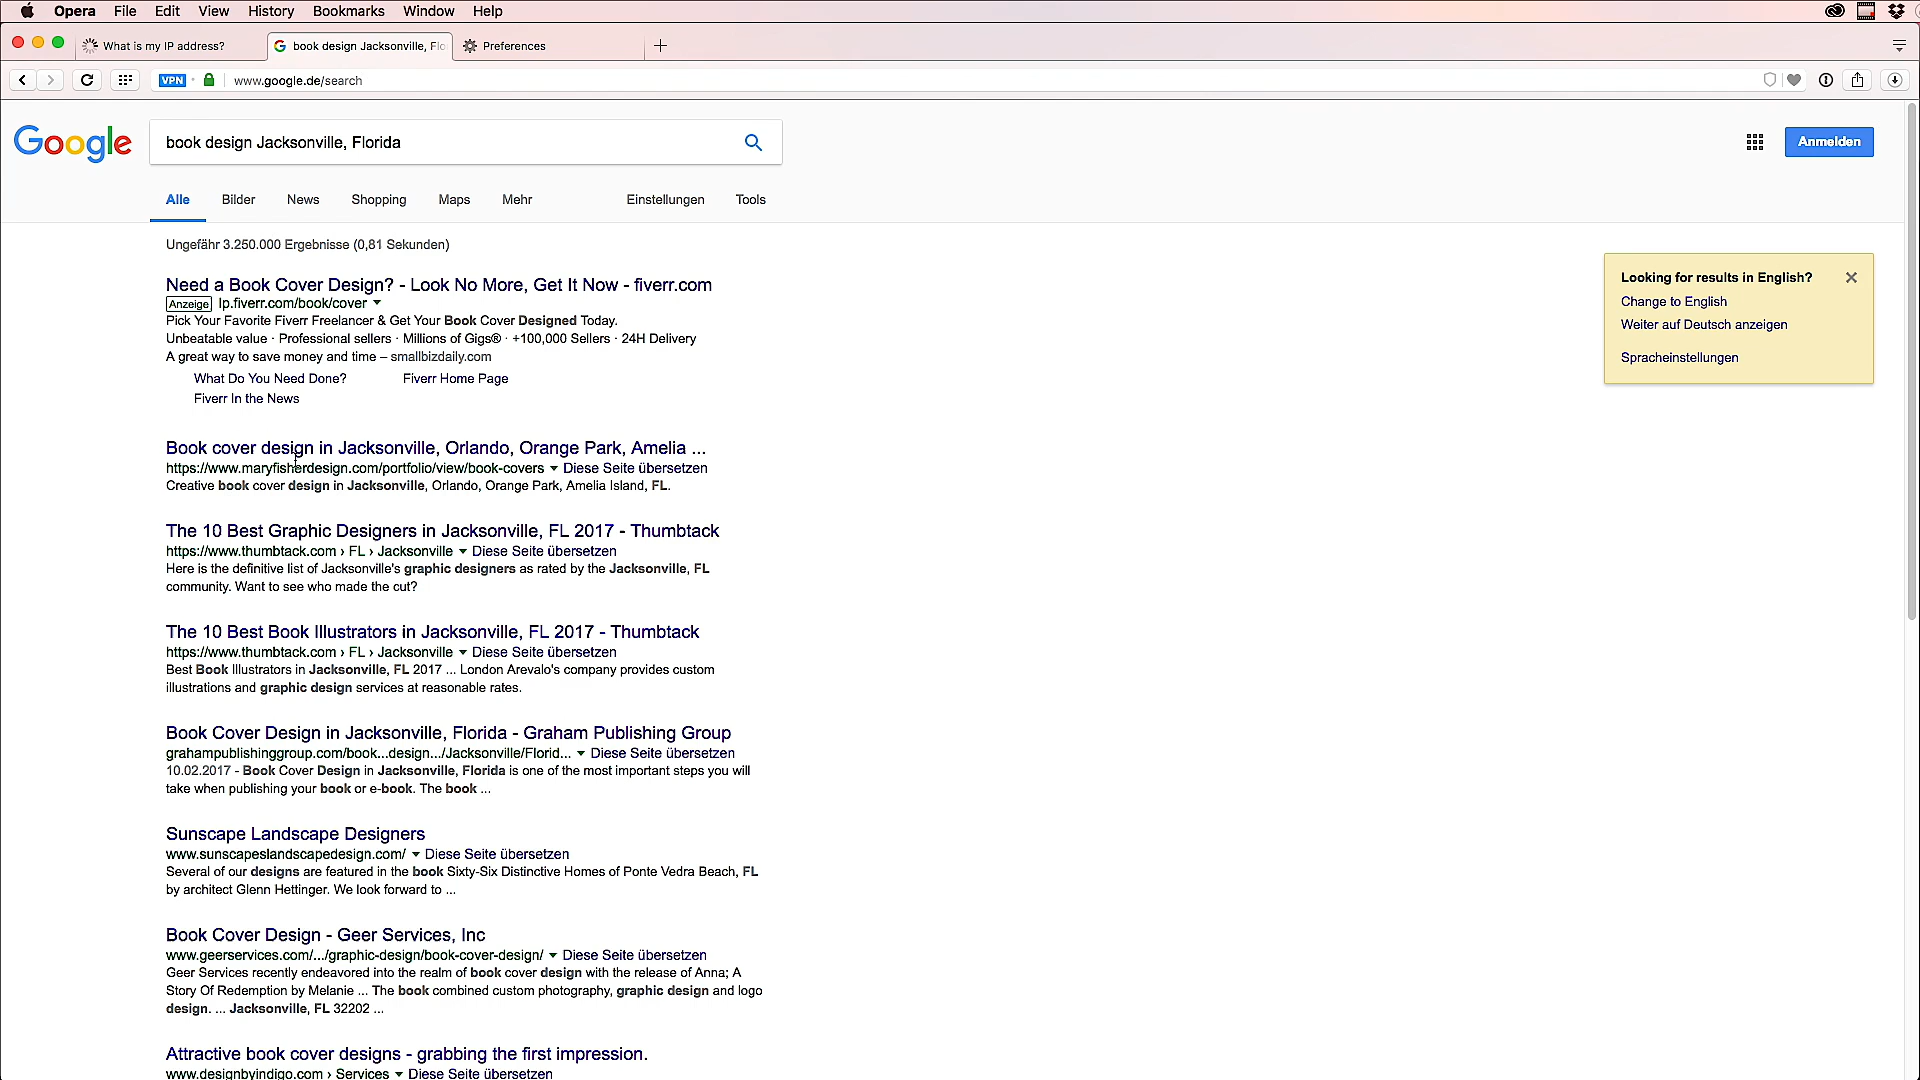 Opera File Edit View History Bookmarks Window Help
What is my IP address?
book design Jacksonville, Flo
Preferences
VPN
www.google.de/search
Google
book design Jacksonville, Florida
Anmelden
Alle Bilder News Shopping Maps Mehr Einstellungen Tools
Ungefähr 3.250.000 Ergebnisse (0,81 Sekunden)
Looking for results in English?
Change to English
Weiter auf Deutsch anzeigen
Spracheinstellungen
Need a Book Cover Design? - Look No More, Get It Now - fiverr.com
Anzeige lp.fiverr.com/book/cover
Pick Your Favorite Fiverr Freelancer & Get Your Book Cover Designed Today.
Unbeatable value · Professional sellers · Millions of Gigs® · +100,000 Sellers · 24H Delivery
A great way to save money and time – smallbizdaily.com
What Do You Need Done? Fiverr Home Page
Fiverr In the News
Book cover design in Jacksonville, Orlando, Orange Park, Amelia ...
https://www.maryfisherdesign.com/portfolio/view/book-covers Diese Seite übersetzen
Creative book cover design in Jacksonville, Orlando, Orange Park, Amelia Island, FL.
The 10 Best Graphic Designers in Jacksonville, FL 2017 - Thumbtack
https://www.thumbtack.com › FL › Jacksonville Diese Seite übersetzen
Here is the definitive list of Jacksonville's graphic designers as rated by the Jacksonville, FL
community. Want to see who made the cut?
The 10 Best Book Illustrators in Jacksonville, FL 2017 - Thumbtack
https://www.thumbtack.com › FL › Jacksonville Diese Seite übersetzen
Best Book Illustrators in Jacksonville, FL 2017 ... London Arevalo's company provides custom
illustrations and graphic design services at reasonable rates.
Book Cover Design in Jacksonville, Florida - Graham Publishing Group
grahampublishinggroup.com/book...design.../Jacksonville/Florid... Diese Seite übersetzen
10.02.2017 - Book Cover Design in Jacksonville, Florida is one of the most important steps you will
take when publishing your book or e-book. The book ...
Sunscape Landscape Designers
www.sunscapeslandscapedesign.com/ Diese Seite übersetzen
Several of our designs are featured in the book Sixty-Six Distinctive Homes of Ponte Vedra Beach, FL
by architect Glenn Hettinger. We look forward to ...
Book Cover Design - Geer Services, Inc
www.geerservices.com/.../graphic-design/book-cover-design/ Diese Seite übersetzen
Geer Services recently endeavored into the realm of book cover design with the release of Anna; A
Story Of Redemption by Melanie ... The book combined custom photography, graphic design and logo
design. ... Jacksonville, FL 32202 ...
Attractive book cover designs - grabbing the first impression.
www.designbyindigo.com › Services Diese Seite übersetzen